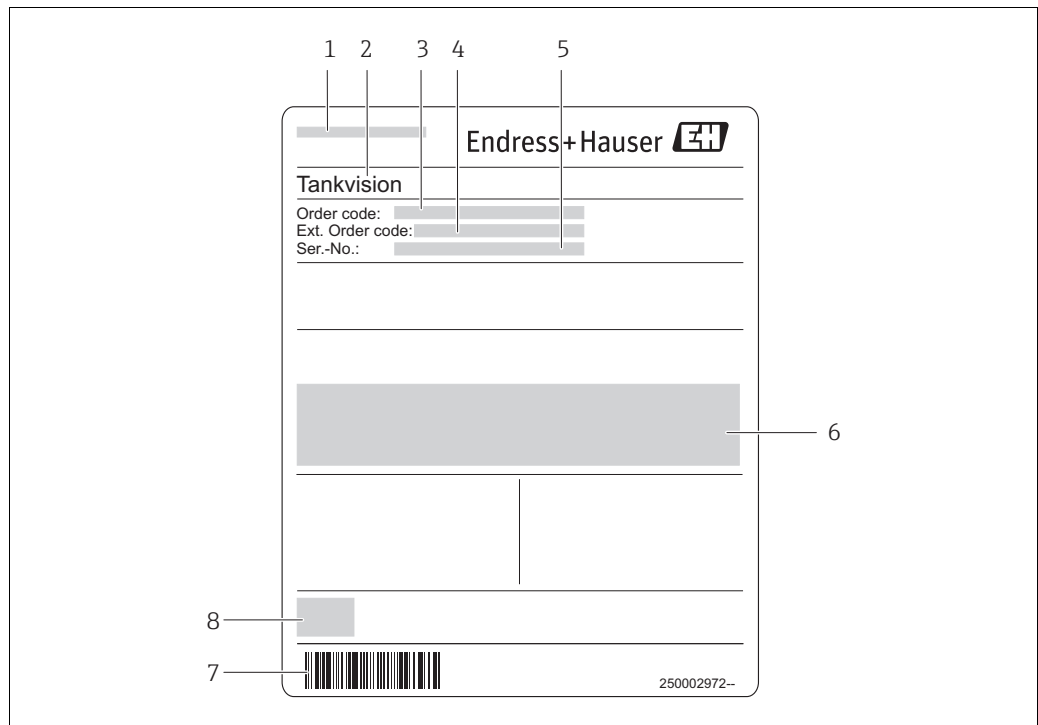 1 2 3 4 5
Endress+Hauser EH
Tankvision
Order code:
Ext. Order code:
Ser.-No.:
6
8
7
250002972--